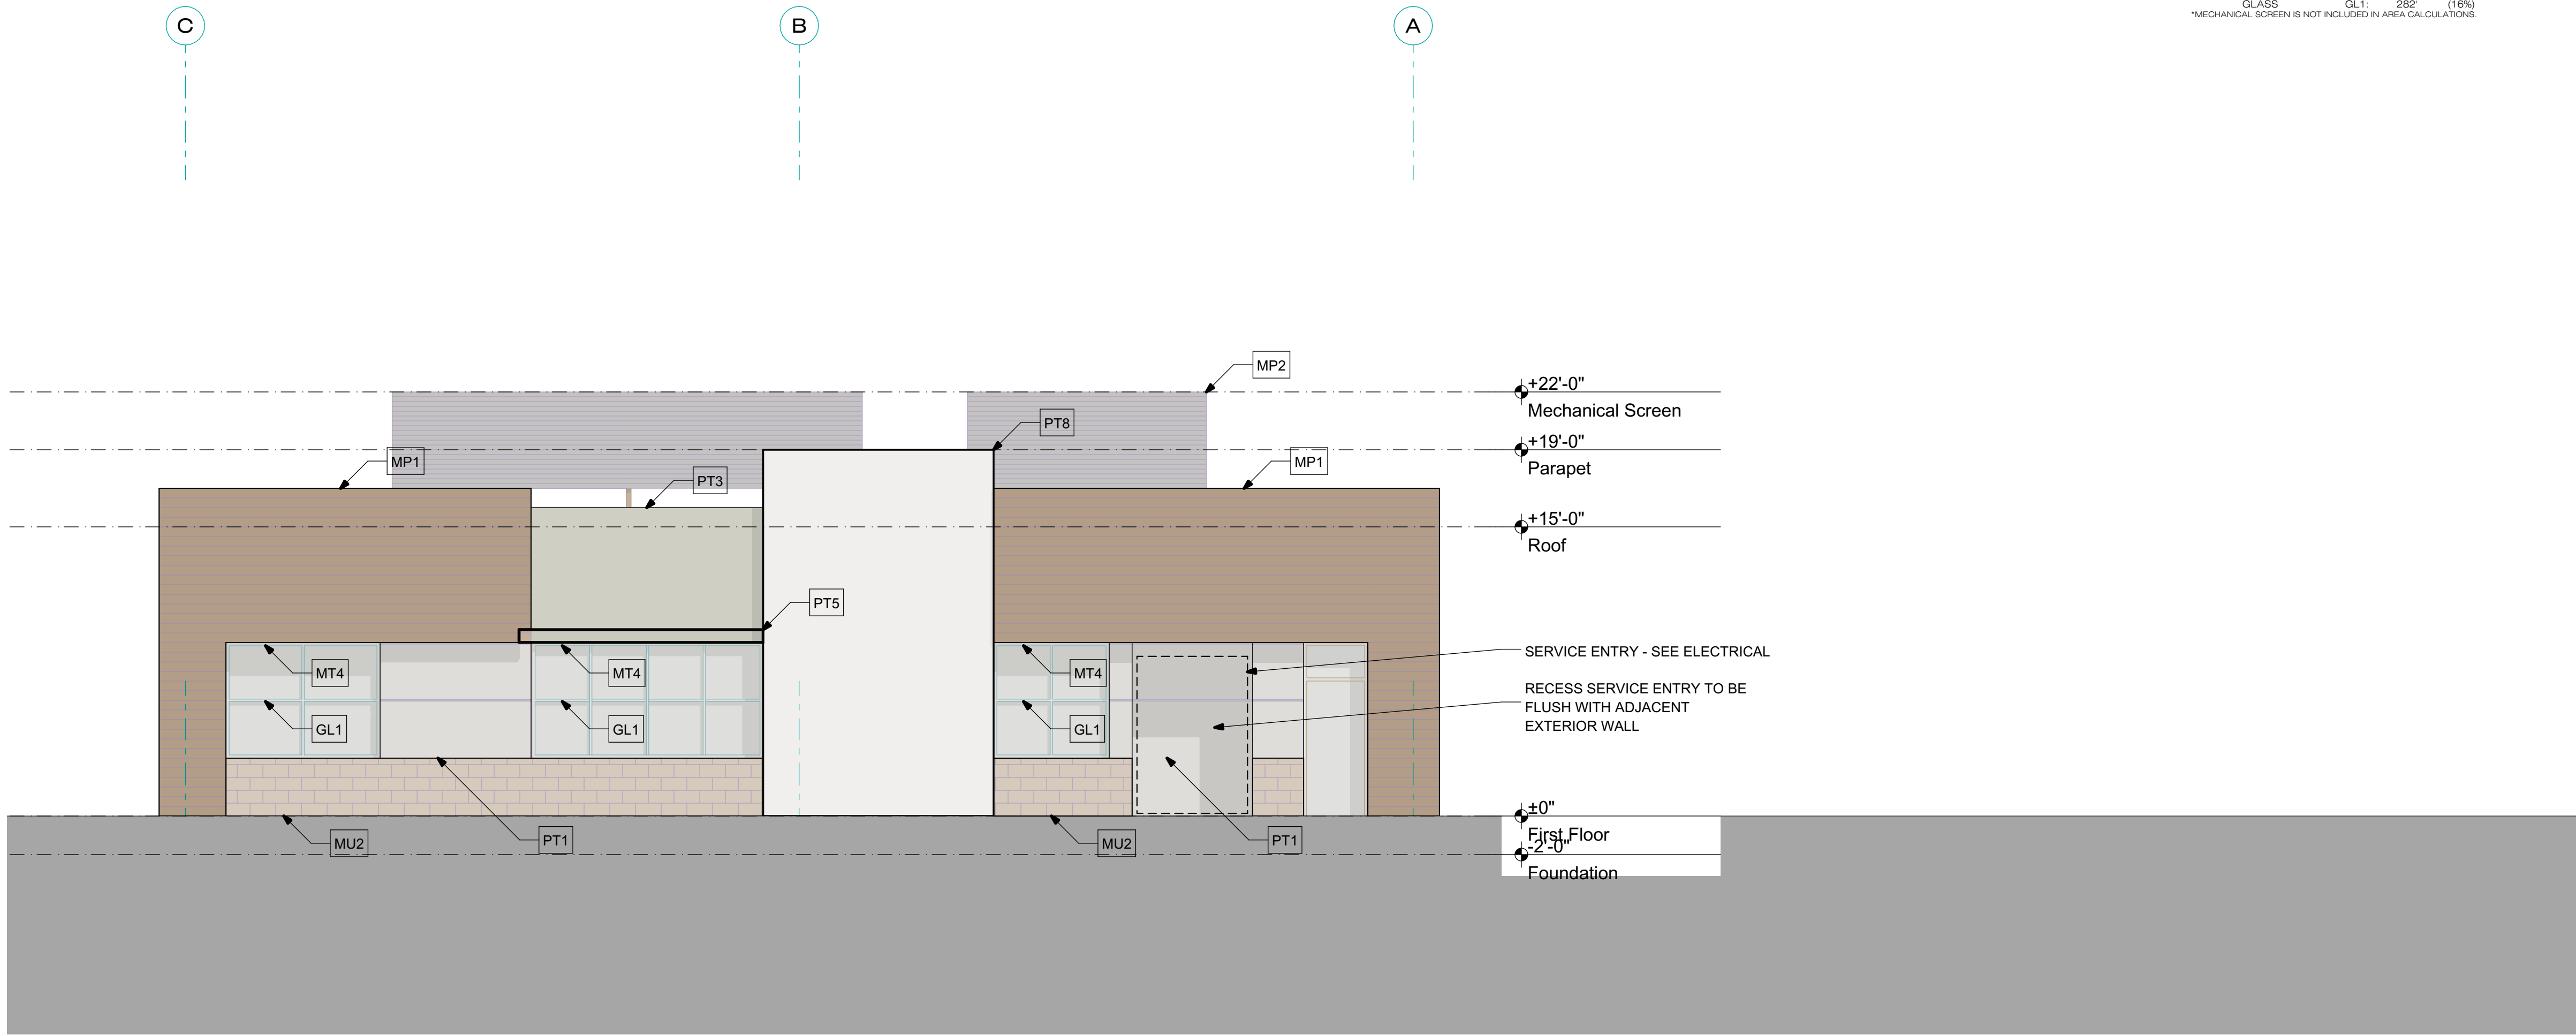 GLASS GL1: 282' (16%)
*MECHANICAL SCREEN IS NOT INCLUDED IN AREA CALCULATIONS.
C
B
A
MP2
+22'-0"
Mechanical Screen
PT8
+19'-0"
Parapet
MP1
MP1
PT3
+15'-0"
Roof
PT5
SERVICE ENTRY - SEE ELECTRICAL
MT4
MT4
MT4
RECESS SERVICE ENTRY TO BE
FLUSH WITH ADJACENT
EXTERIOR WALL
GL1
GL1
GL1
±0"
First Floor
MU2
PT1
MU2
PT1
-2'-0"
Foundation